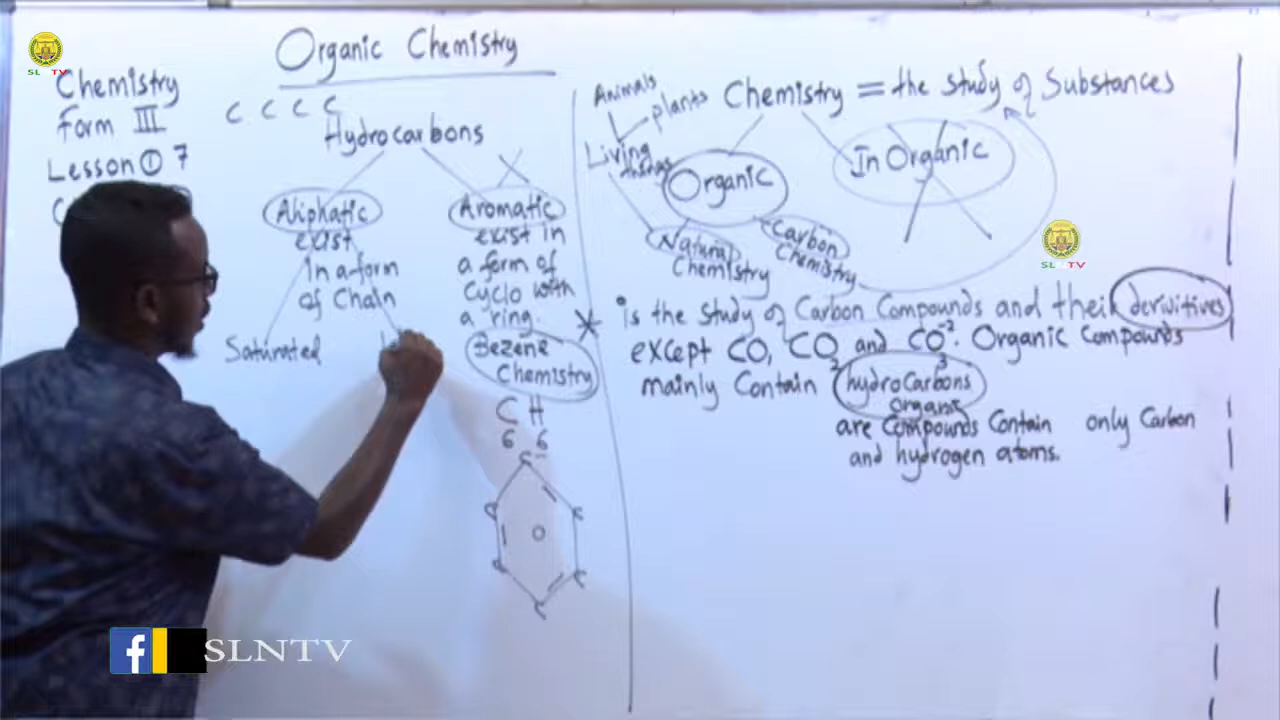 SL TV
Organic Chemistry
Chemistry
Form III
Lesson ① 7
C C C C
Hydrocarbons
Aliphatic
exist
in a form
of Chain
Saturated
Aromatic
exist in
a form of
Cyclo with
a ring.
Bezene
Chemistry
C H
6 6
C
C C
C C
C
O
Animals
plants
Living
things
Chemistry = the study of Substances
Organic
In Organic
Natural
Chemistry
Carbon
Chemistry
SLNTV
is the study of Carbon Compounds and their derivitives
except CO, CO2 and CO3-2. Organic Compounds
mainly Contain hydrocarbons
organic
are Compounds Contain only Carbon
and hydrogen atoms.
f SLNTV